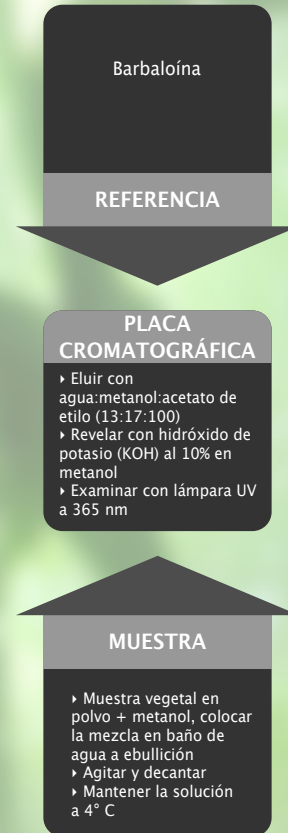 Barbaloína
REFERENCIA
PLACA
CROMATOGRÁFICA
‣ Eluir con
agua:metanol:acetato de
etilo (13:17:100)
‣ Revelar con hidróxido de
potasio (KOH) al 10% en
metanol
‣ Examinar con lámpara UV
a 365 nm
MUESTRA
‣ Muestra vegetal en
polvo + metanol, colocar
la mezcla en baño de
agua a ebullición
‣ Agitar y decantar
‣ Mantener la solución
a 4° C